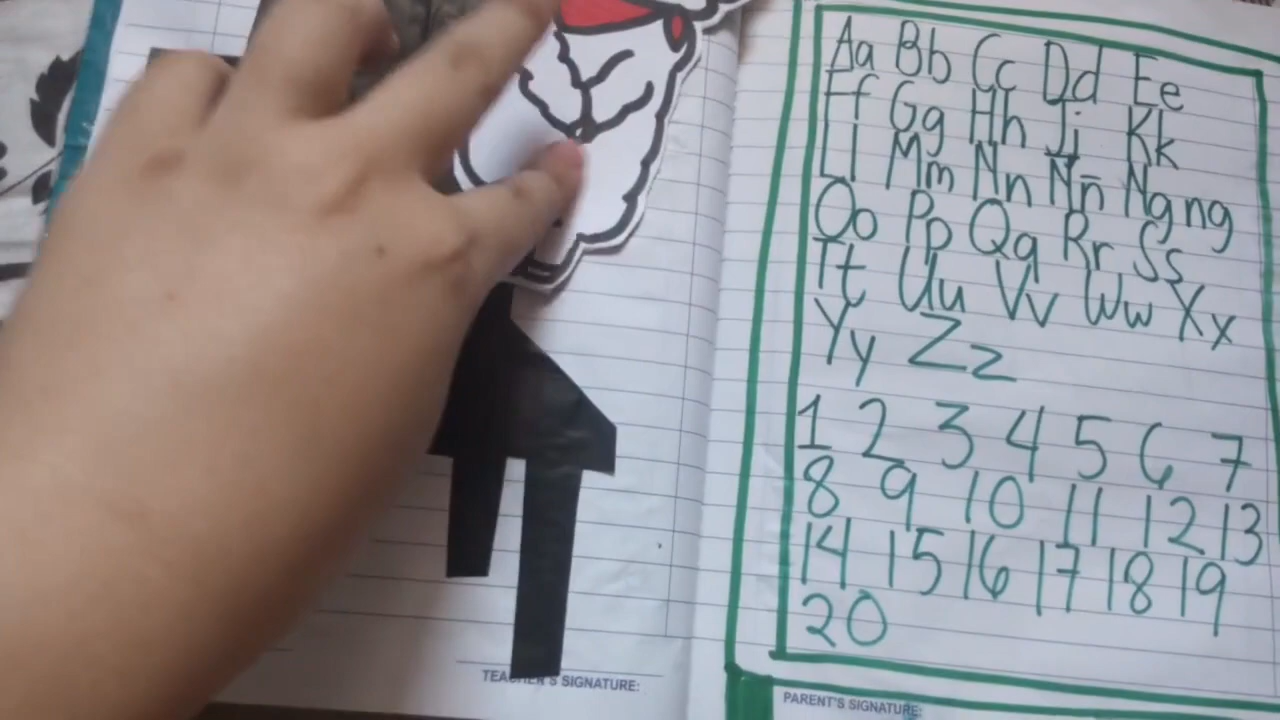 TEACHER'S SIGNATURE:
Aa Bb Cc Dd Ee
Ff Gg Hh Jj Kk
Ll Mm Nn Ññ Ngng
Oo Pp Qq Rr Ss
Tt Uu Vv Ww Xx
Yy Zz
1 2 3 4 5 6 7
8 9 10 11 12 13
14 15 16 17 18 19
20
PARENT'S SIGNATURE: